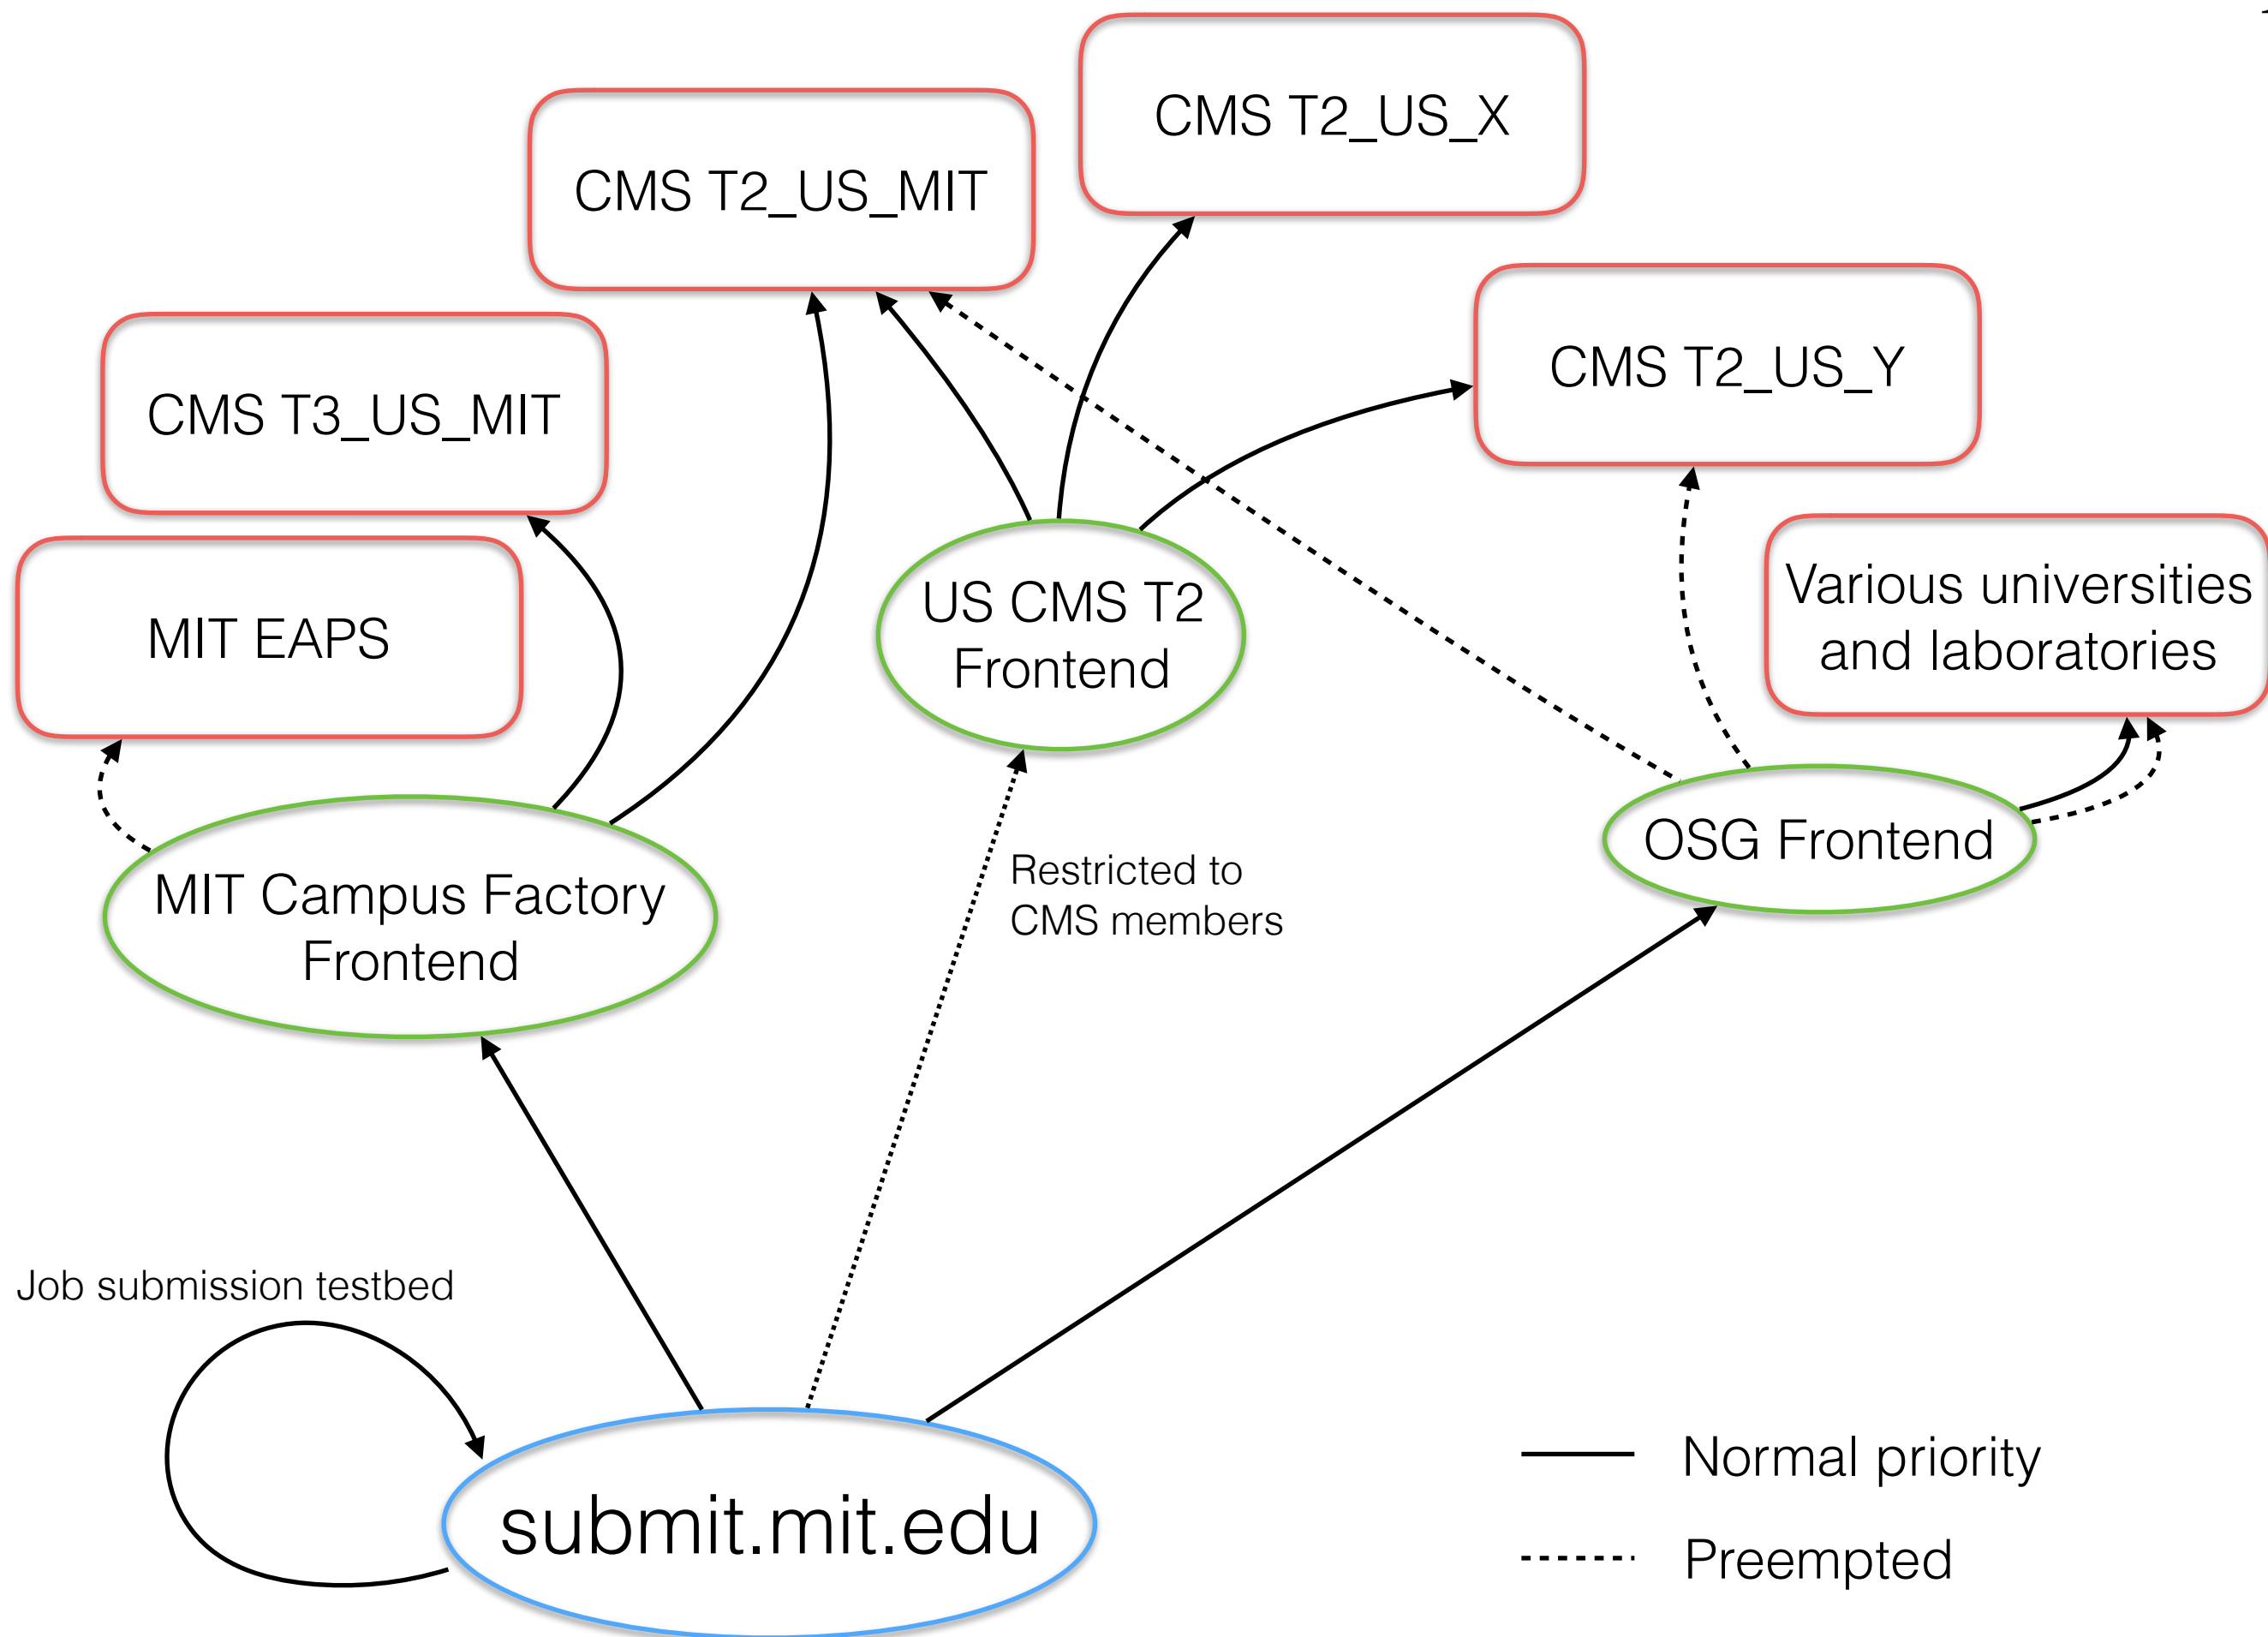 CMS T2_US_X
CMS T2_US_MIT
CMS T2_US_Y
CMS T3_US_MIT
MIT EAPS
US CMS T2
Frontend
Various universities
and laboratories
OSG Frontend
MIT Campus Factory
Frontend
Restricted to
CMS members
Job submission testbed
submit.mit.edu
Normal priority
Preempted